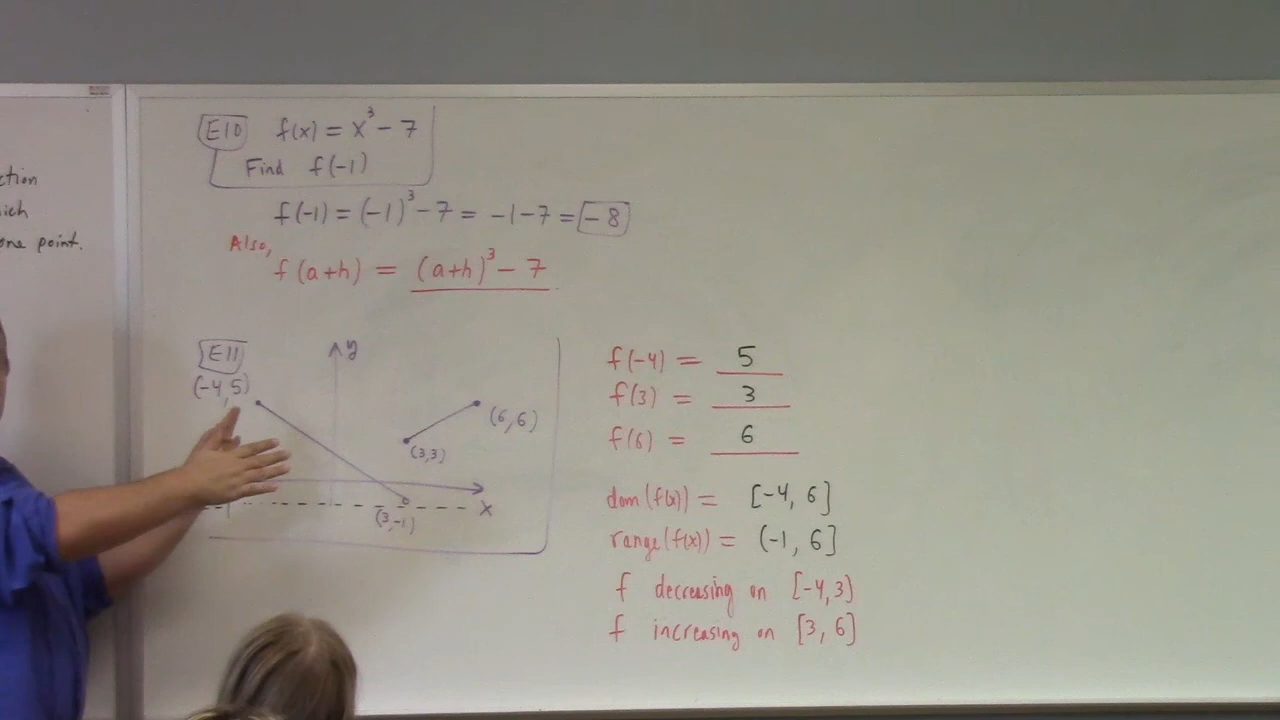 ction
ich
one point.
E10 f(x) = x³ - 7
Find f(-1)
f(-1) = (-1)³ - 7 = -1 - 7 = -8
Also,
f(a+h) = (a+h)³ - 7
E11
y
(-4,5)
(6,6)
(3,3)
x
(3,-1)
f(-4) = 5
f(3) = 3
f(6) = 6
dom(f(x)) = [-4, 6]
range(f(x)) = (-1, 6]
f decreasing on [-4,3)
f increasing on [3, 6]